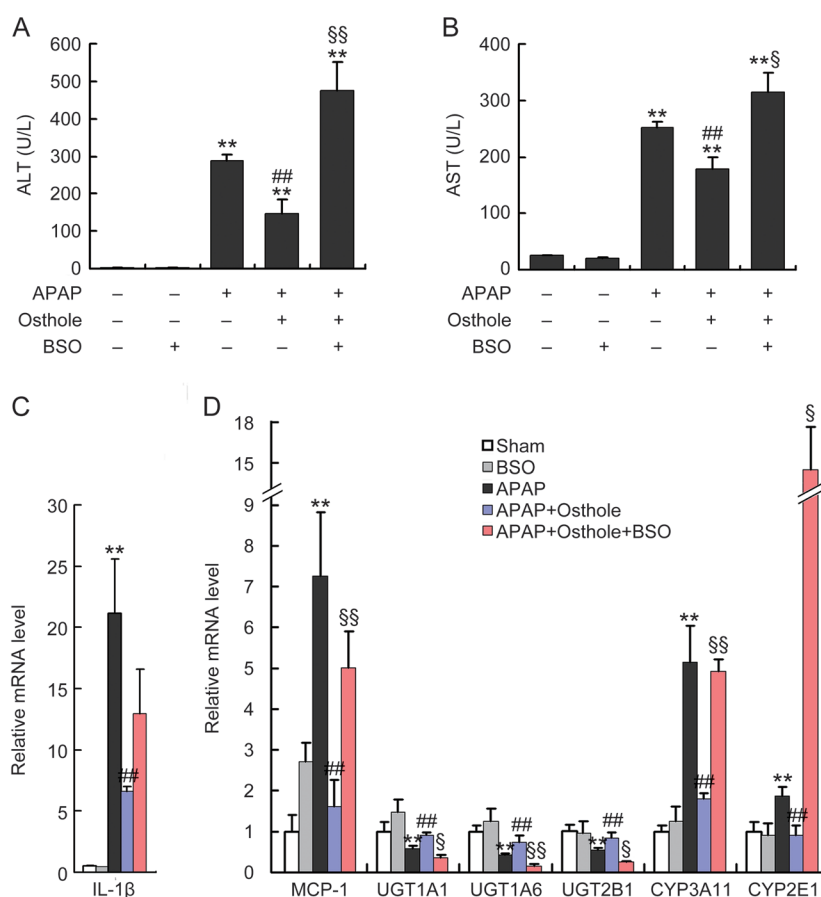 A
ALT (U/L)
600
500
400
300
200
100
0
**
##
**
§§
**
APAP – – + + +
Osthole – – – + +
BSO – + – – +
B
AST (U/L)
400
300
200
100
0
**
##
**
**§
APAP – – + + +
Osthole – – – + +
BSO – + – – +
C
Relative mRNA level
30
25
20
15
10
5
0
**
##
IL-1β
D
Relative mRNA level
18
15
9
8
7
6
5
4
3
2
1
0
Sham
BSO
APAP
APAP+Osthole
APAP+Osthole+BSO
** ## §§
** ## §
** ## §§
** ## §
** ## §§
** ## §
MCP-1 UGT1A1 UGT1A6 UGT2B1 CYP3A11 CYP2E1